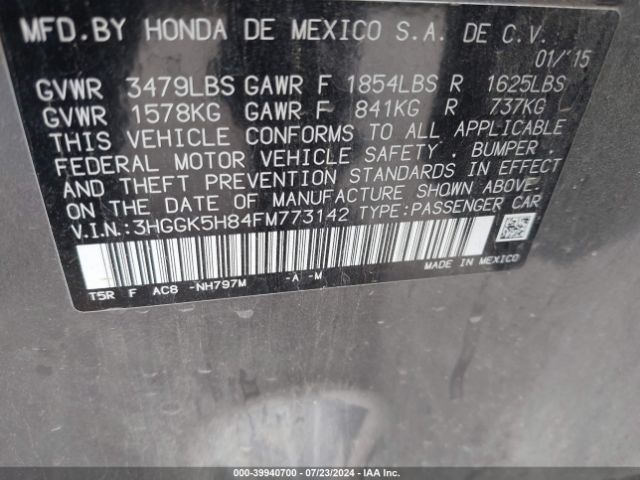 MFD.BY HONDA DE MEXICO S.A. DE C.V.
01/'15
GVWR 3479LBS GAWR F 1854LBS R 1625LBS
GVWR 1578KG GAWR F 841KG R 737KG
THIS VEHICLE CONFORMS TO ALL APPLICABLE
FEDERAL MOTOR VEHICLE SAFETY, BUMPER,
AND THEFT PREVENTION STANDARDS IN EFFECT
ON THE DATE OF MANUFACTURE SHOWN ABOVE.
V.I.N.:3HGGK5H84FM773142 TYPE:PASSENGER CAR
T5R F AC8 -NH797M -A -M MADE IN MEXICO
000-39940700 - 07/23/2024 - IAA Inc.